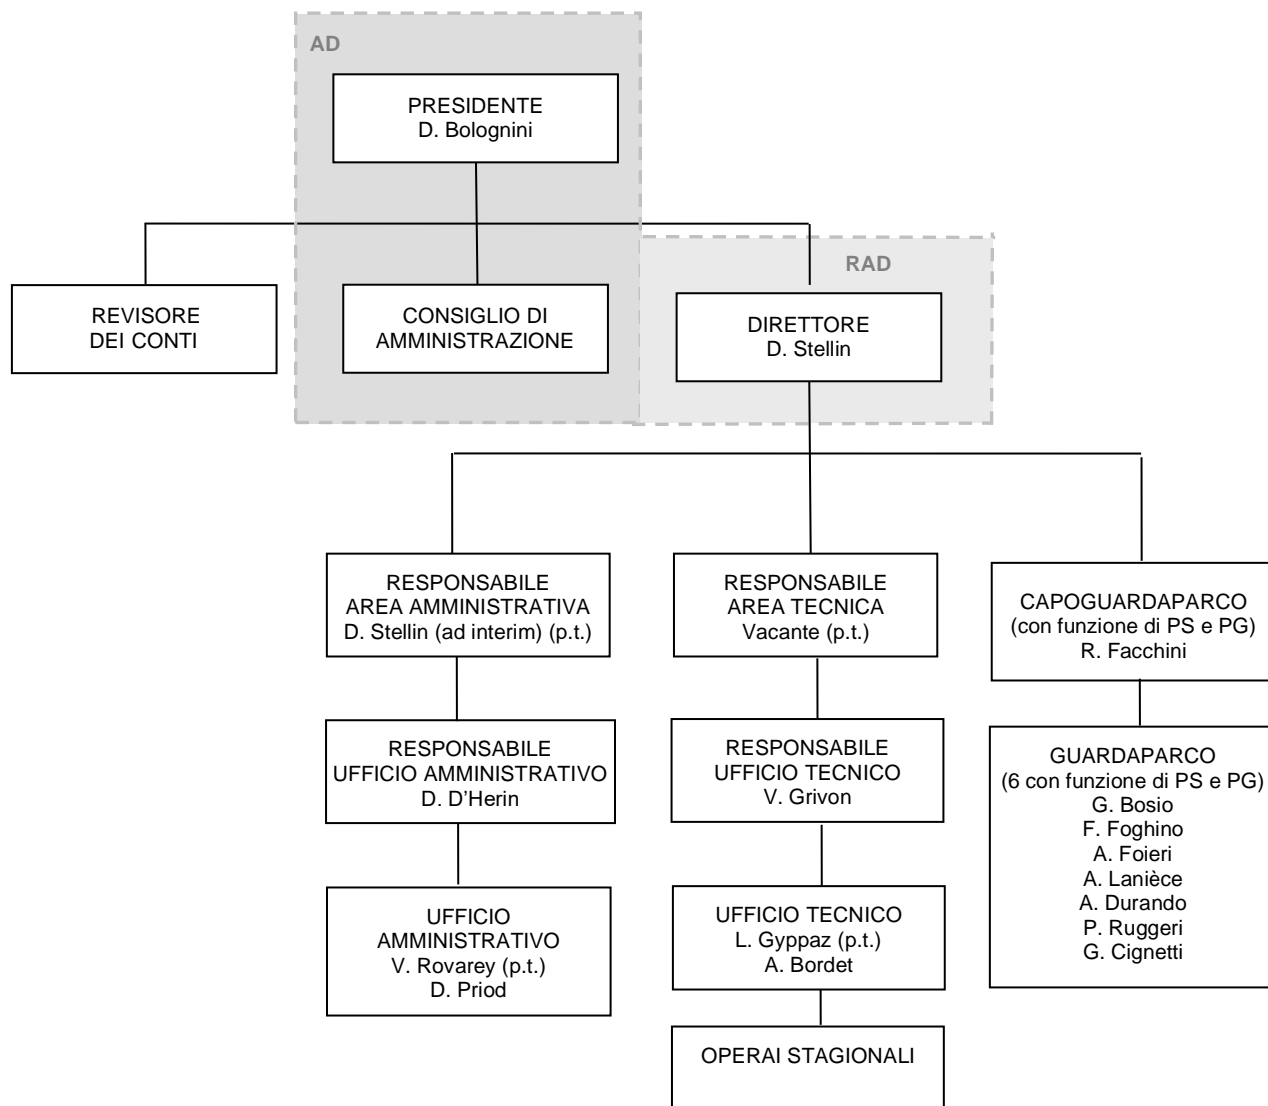 AD
PRESIDENTE
D. Bolognini
RAD
REVISORE
DEI CONTI
CONSIGLIO DI
AMMINISTRAZIONE
DIRETTORE
D. Stellin
RESPONSABILE
AREA AMMINISTRATIVA
D. Stellin (ad interim) (p.t.)
RESPONSABILE
AREA TECNICA
Vacante (p.t.)
CAPOGUARDAPARCO
(con funzione di PS e PG)
R. Facchini
RESPONSABILE
UFFICIO AMMINISTRATIVO
D. D’Herin
RESPONSABILE
UFFICIO TECNICO
V. Grivon
GUARDAPARCO
(6 con funzione di PS e PG)
G. Bosio
F. Foghino
A. Foieri
A. Lanièce
A. Durando
P. Ruggeri
G. Cignetti
UFFICIO
AMMINISTRATIVO
V. Rovarey (p.t.)
D. Priod
UFFICIO TECNICO
L. Gyppaz (p.t.)
A. Bordet
OPERAI STAGIONALI